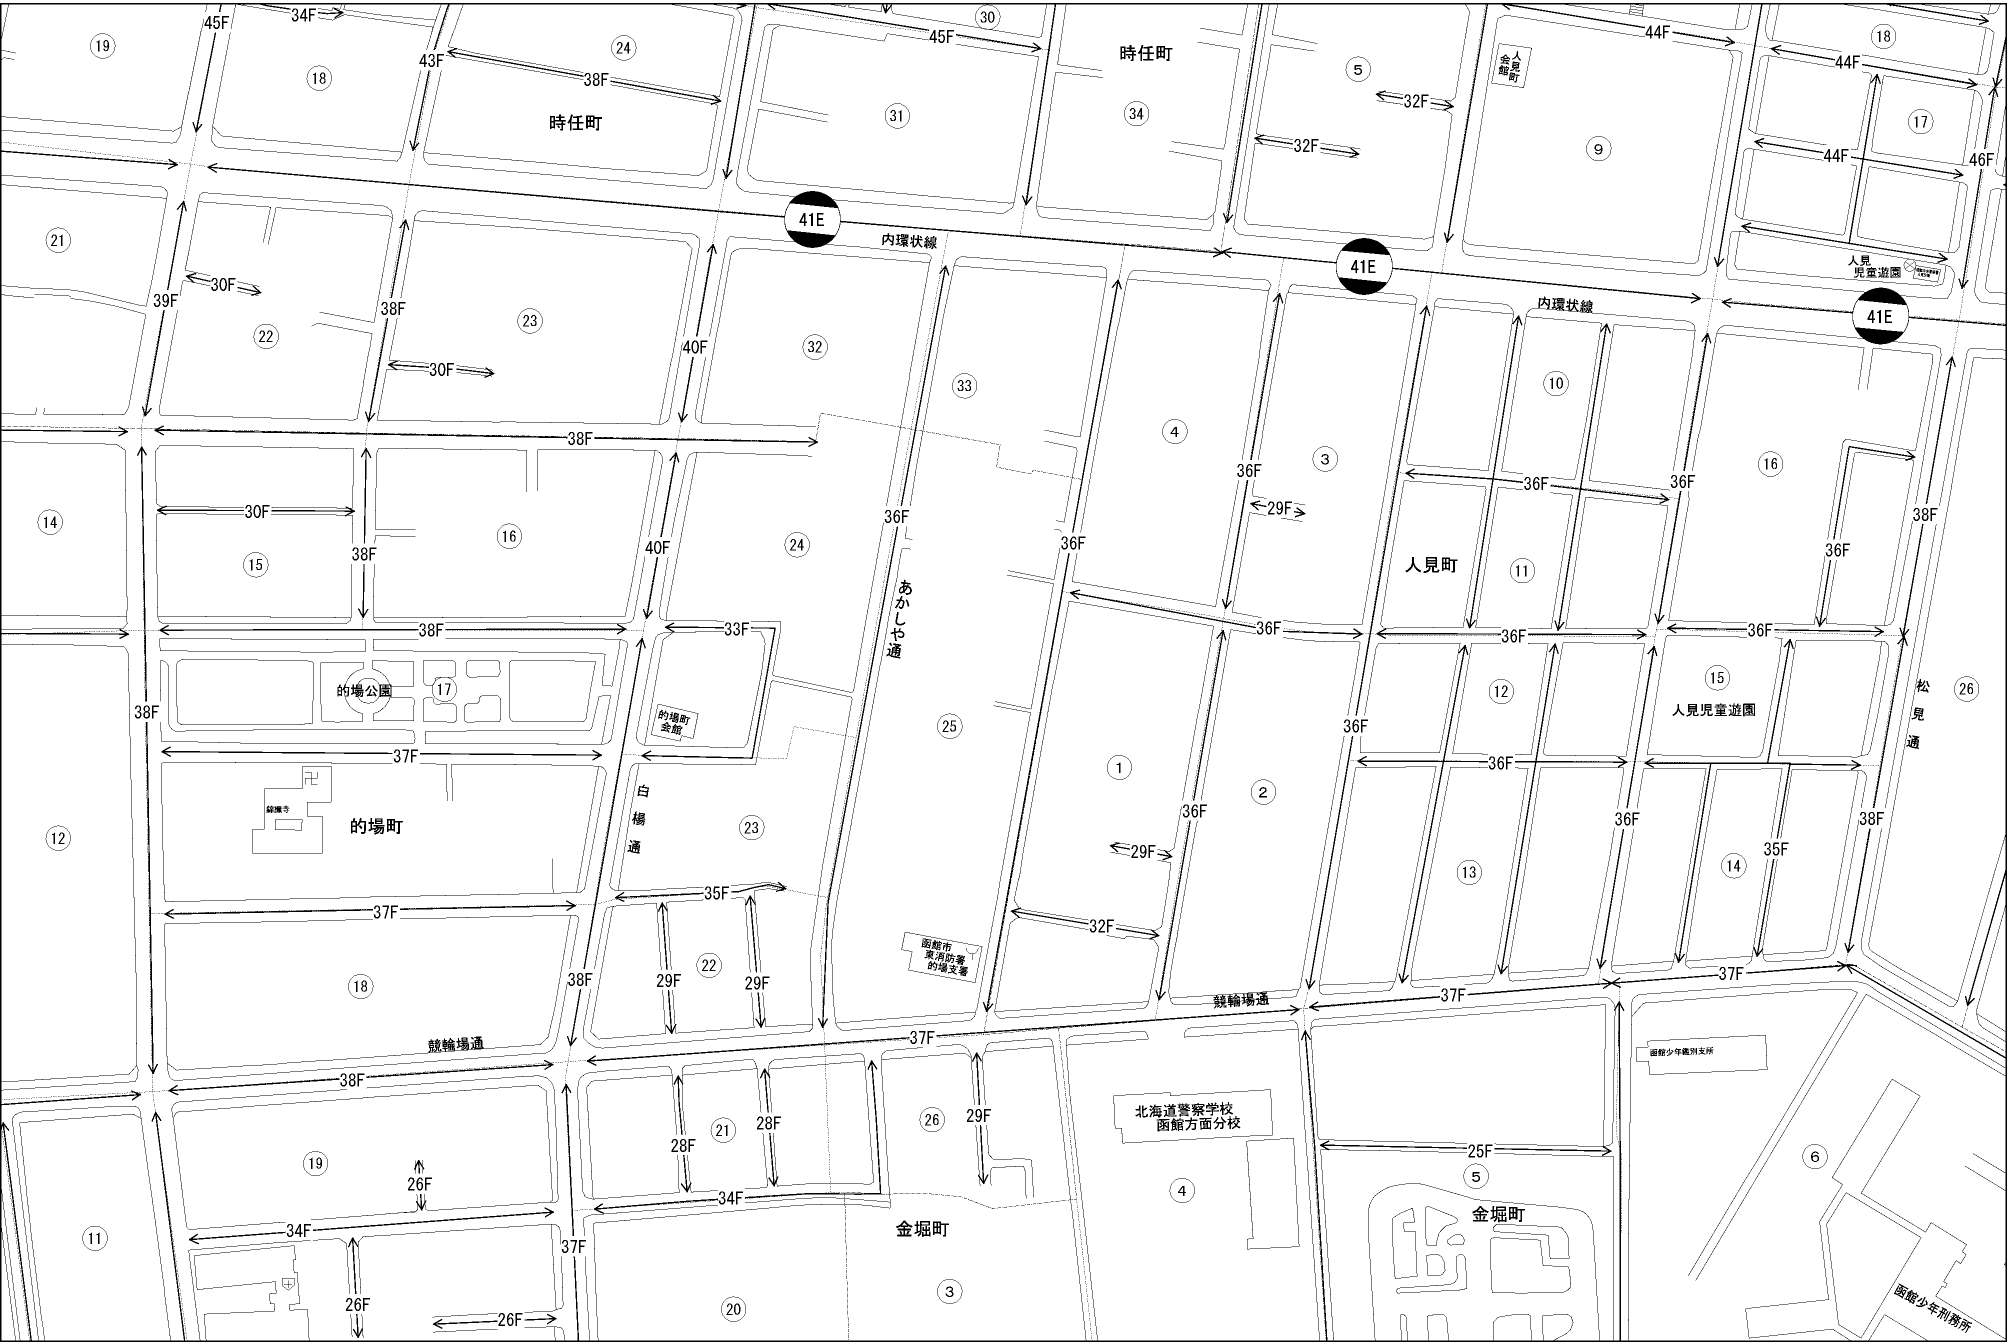 45F
34F
43F
45F
30
44F
19
18
24
38F
時任町
31
時任町
34
5
32F
32F
人見町
会館
9
44F
18
17
44F
46F
時任町
21
30F
39F
22
38F
23
30F
40F
32
41E
内環状線
33
4
36F
3
29F
41E
内環状線
10
36F
36F
16
人見
児童遊園
41E
38F
36F
38F
14
30F
15
38F
16
40F
24
36F
あかしや通
36F
人見町
11
38F
33F
36F
36F
36F
38F
的場公園
17
的場町
会館
25
1
36F
2
36F
12
15
人見児童遊園
松見通
26
37F
12
的場町
白楊通
23
36F
36F
38F
29F
13
14
35F
37F
35F
32F
函館市
東消防署
的場支署
18
38F
29F
22
29F
競輪場通
37F
37F
競輪場通
37F
38F
函館少年鑑別支所
19
26F
28F
21
28F
26
29F
北海道警察学校
函館方面分校
4
25F
5
6
34F
34F
11
37F
金堀町
金堀町
26F
26F
20
3
函館少年刑務所